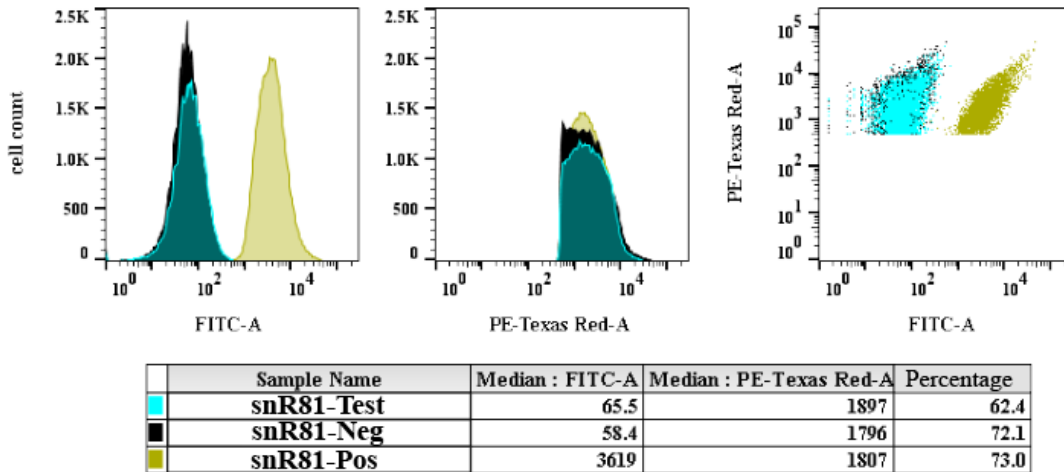 2.5K
2.0K
1.5K
1.0K
500
0
cell count
10^0
10^2
10^4
FITC-A
2.5K
2.0K
1.5K
1.0K
500
0
10^0
10^2
10^4
PE-Texas Red-A
10^5
10^4
10^3
10^2
10^1
10^0
PE-Texas Red-A
10^0
10^2
10^4
FITC-A
Sample Name Median : FITC-A Median : PE-Texas Red-A Percentage
snR81-Test 65.5 1897 62.4
snR81-Neg 58.4 1796 72.1
snR81-Pos 3619 1807 73.0